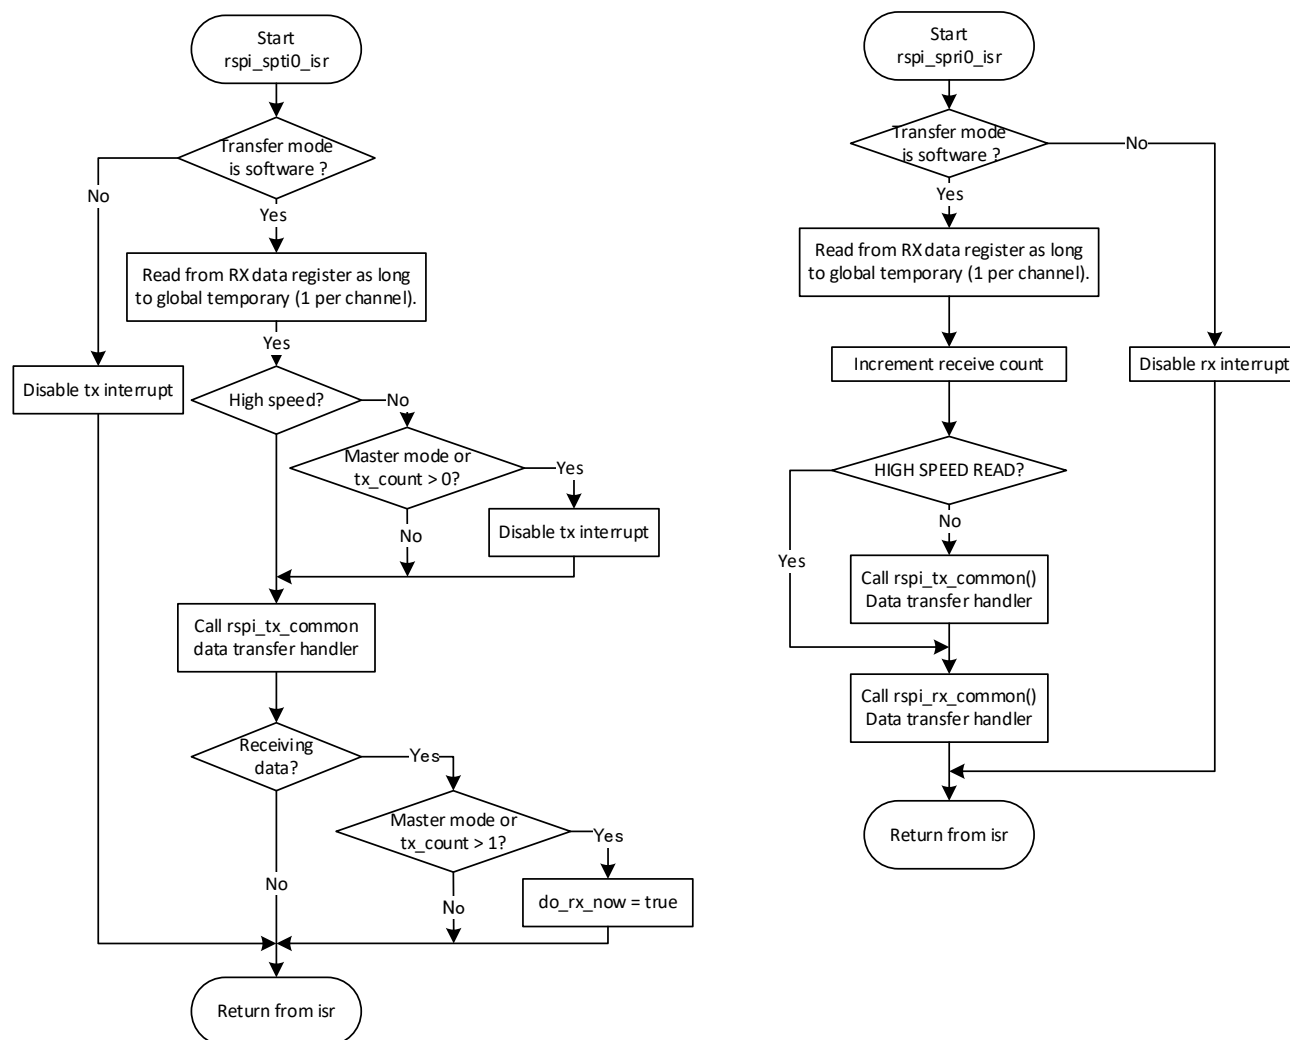 Start
rspi_spti0_isr
Transfer mode
is software ?
No
Yes
Read from RX data register as long
to global temporary (1 per channel).
Yes
Disable tx interrupt
High speed?
No
Master mode or
tx_count > 0?
Yes
No
Disable tx interrupt
Call rspi_tx_common
data transfer handler
Receiving
data?
Yes
Master mode or
tx_count > 1?
Yes
No
No
do_rx_now = true
Return from isr
Start
rspi_spri0_isr
Transfer mode
is software ?
No
Yes
Read from RX data register as long
to global temporary (1 per channel).
Increment receive count
Disable rx interrupt
HIGH SPEED READ?
No
Yes
Call rspi_tx_common()
Data transfer handler
Call rspi_rx_common()
Data transfer handler
Return from isr